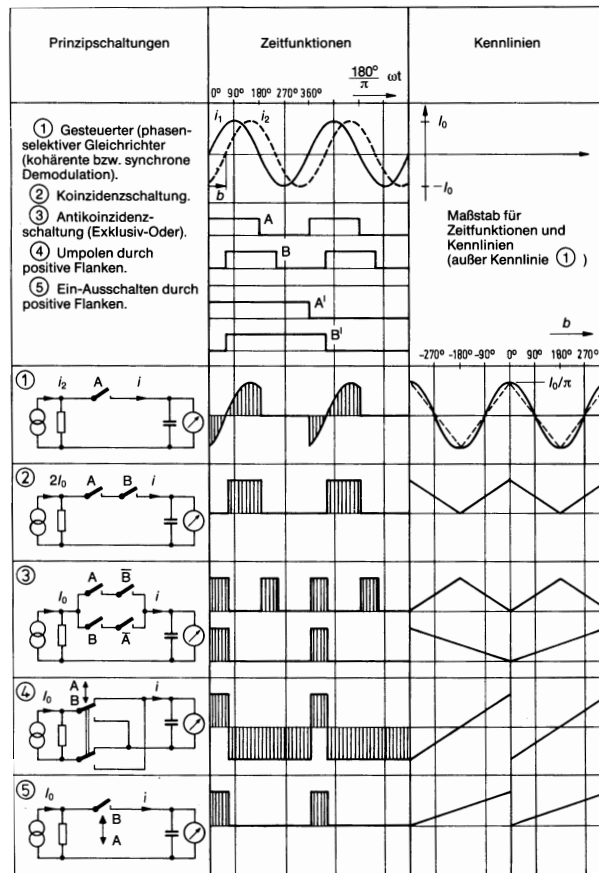 Prinzipschaltungen
Zeitfunktionen
Kennlinien
180°/π ωt
0° 90° 180° 270° 360°
① Gesteuerter (phasen-
selektiver Gleichrichter
(kohärente bzw. synchrone
Demodulation).
② Koinzidenzschaltung.
③ Antikoinzidenz-
schaltung (Exklusiv-Oder).
④ Umpolen durch
positive Flanken.
⑤ Ein-Ausschalten durch
positive Flanken.
i₁ i₂
b
A
B
A'
B'
I₀
-I₀
Maßstab für
Zeitfunktionen und
Kennlinien
(außer Kennlinie ① )
b
-270° -180° -90° 0° 90° 180° 270°
① i₂ A i
I₀/π
② 2I₀ A B i
③ I₀ A B̅ i
B A̅
④ I₀ A B i
⑤ I₀ B i
A